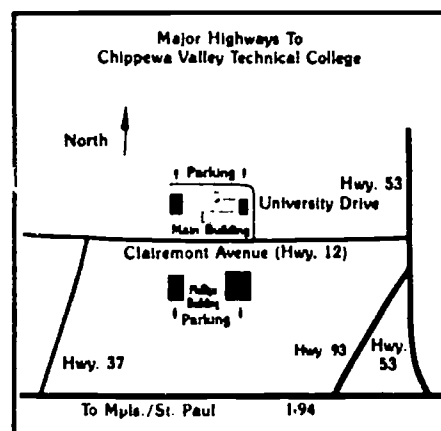 Major Highways To
Chippewa Valley Technical College
North
Parking
Hwy. 53
University Drive
Main Building
Clairemont Avenue (Hwy. 12)
Building
Parking
Hwy. 37
Hwy 93
Hwy.
53
To Mpls./St. Paul I-94